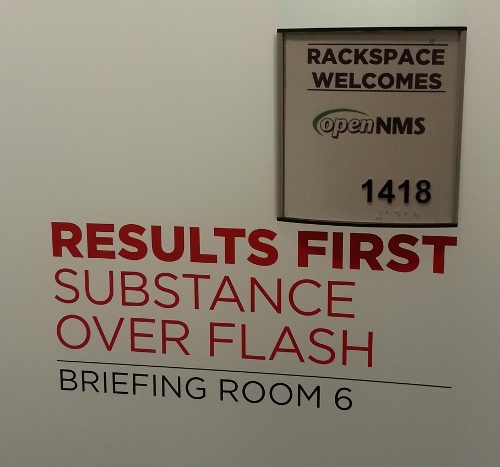 RACKSPACE
WELCOMES
openNMS
1418
RESULTS FIRST
SUBSTANCE
OVER FLASH
BRIEFING ROOM 6